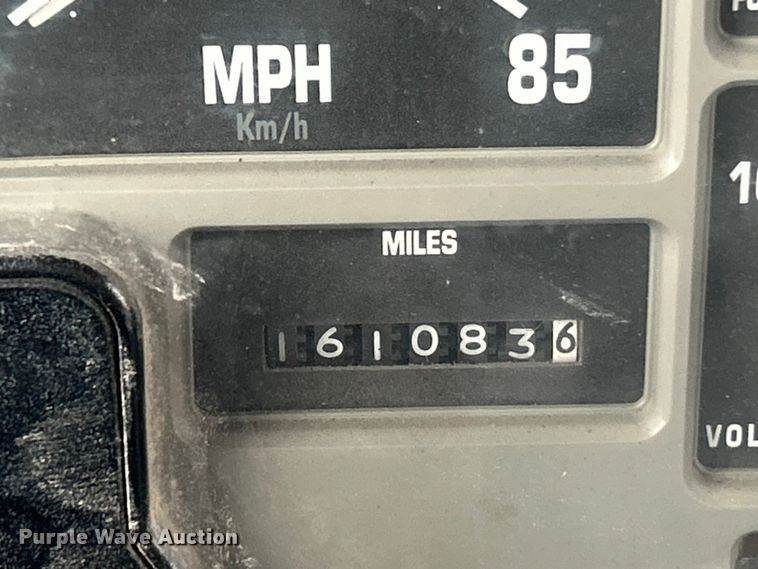 MPH
85
Km/h
MILES
1610836
VOL
Purple Wave Auction